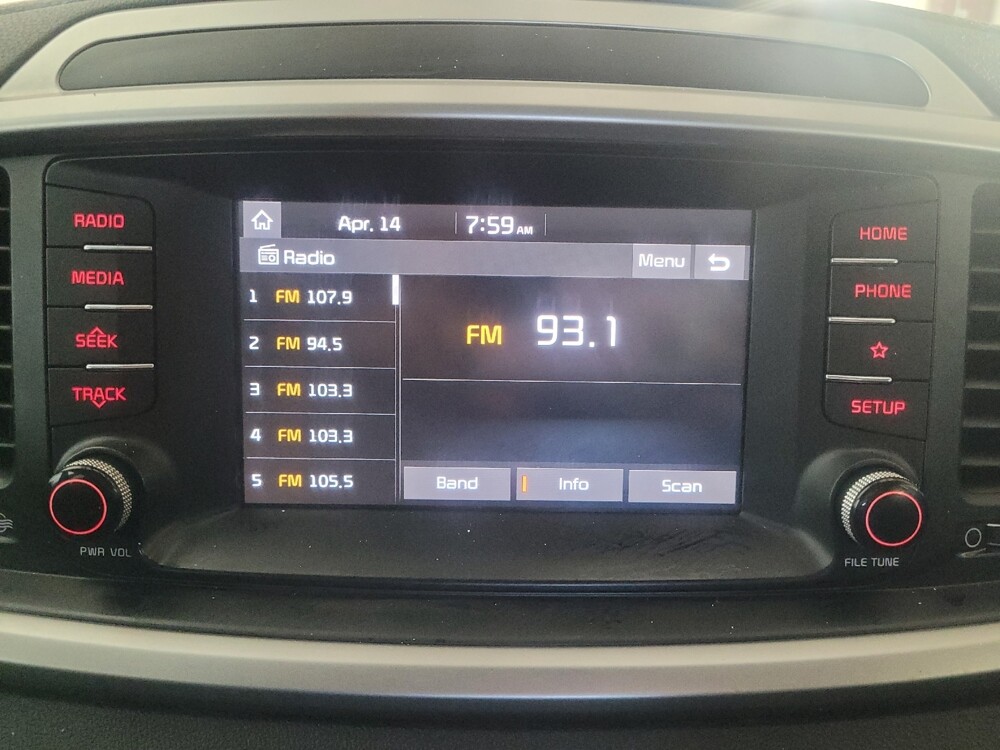 Apr. 14 7:59 AM
Radio Menu
1 FM 107.9
2 FM 94.5
3 FM 103.3
4 FM 103.3
5 FM 105.5
FM 93.1
Band Info Scan
RADIO
MEDIA
SEEK
TRACK
PWR VOL
HOME
PHONE
SETUP
FILE TUNE